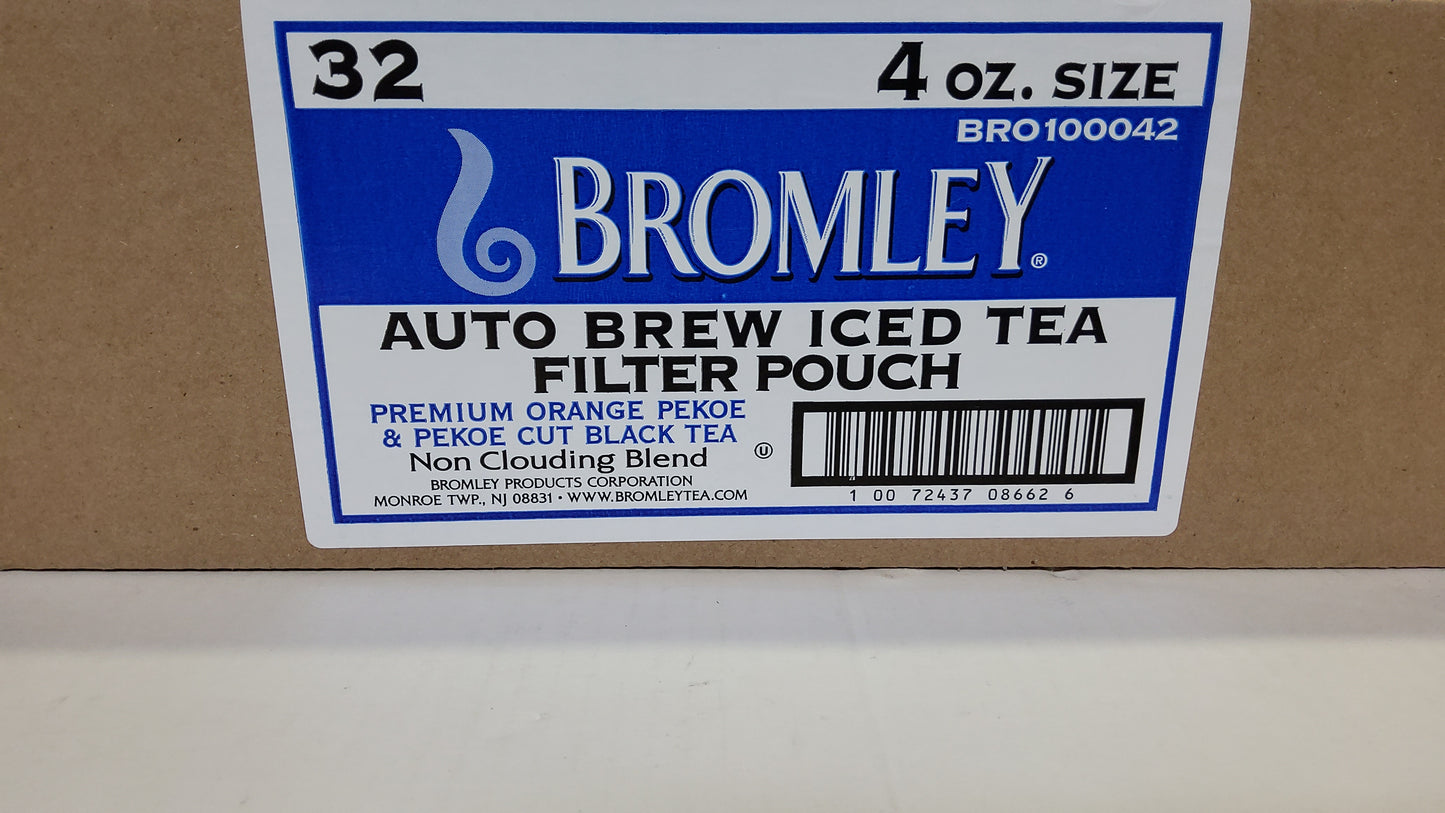 32 4 OZ. SIZE
BRO100042
BROMLEY®
AUTO BREW ICED TEA
FILTER POUCH
PREMIUM ORANGE PEKOE
& PEKOE CUT BLACK TEA
Non Clouding Blend
U
BROMLEY PRODUCTS CORPORATION
MONROE TWP., NJ 08831 • WWW.BROMLEYTEA.COM
1 00 72437 08662 6